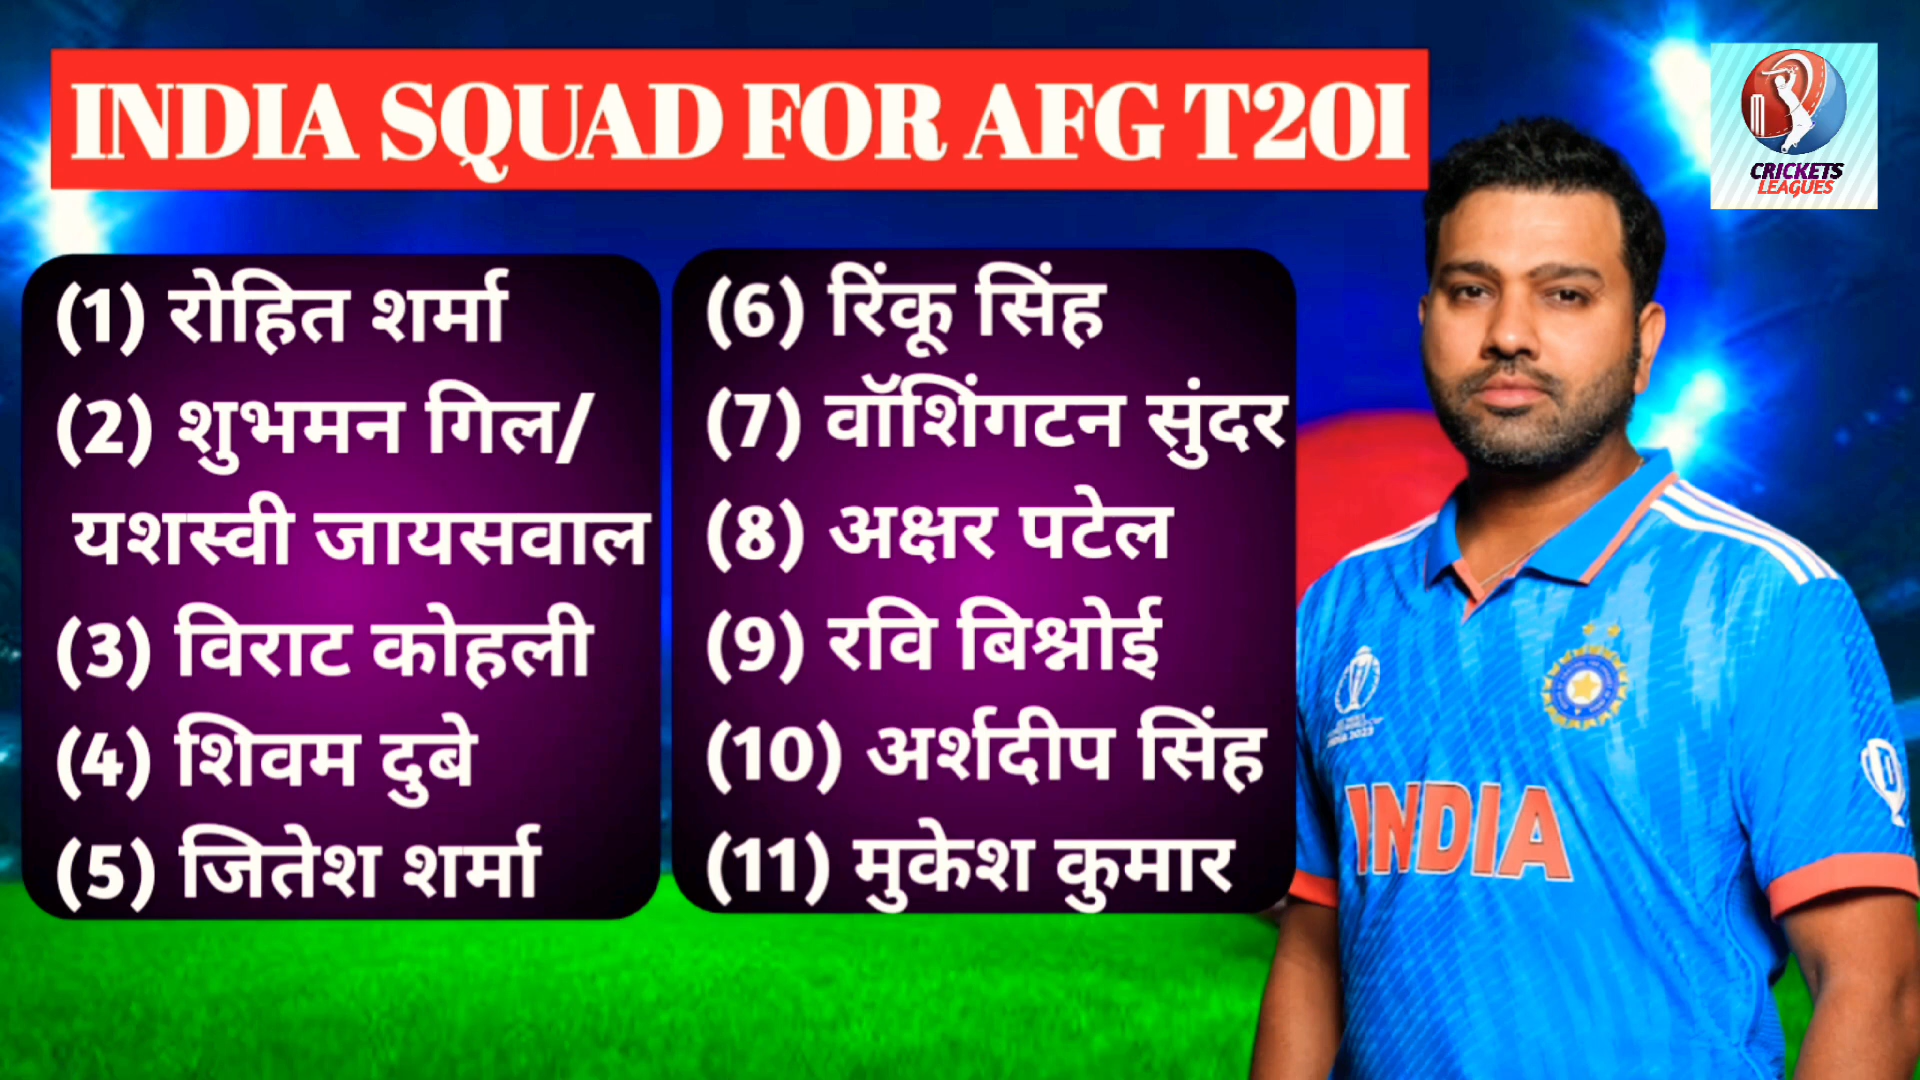 INDIA SQUAD FOR AFG T20I
CRICKETS
LEAGUES
(1) रोहित शर्मा
(2) शुभमन गिल/
यशस्वी जायसवाल
(3) विराट कोहली
(4) शिवम दुबे
(5) जितेश शर्मा
(6) रिंकू सिंह
(7) वॉशिंगटन सुंदर
(8) अक्षर पटेल
(9) रवि बिश्नोई
(10) अर्शदीप सिंह
(11) मुकेश कुमार
INDIA